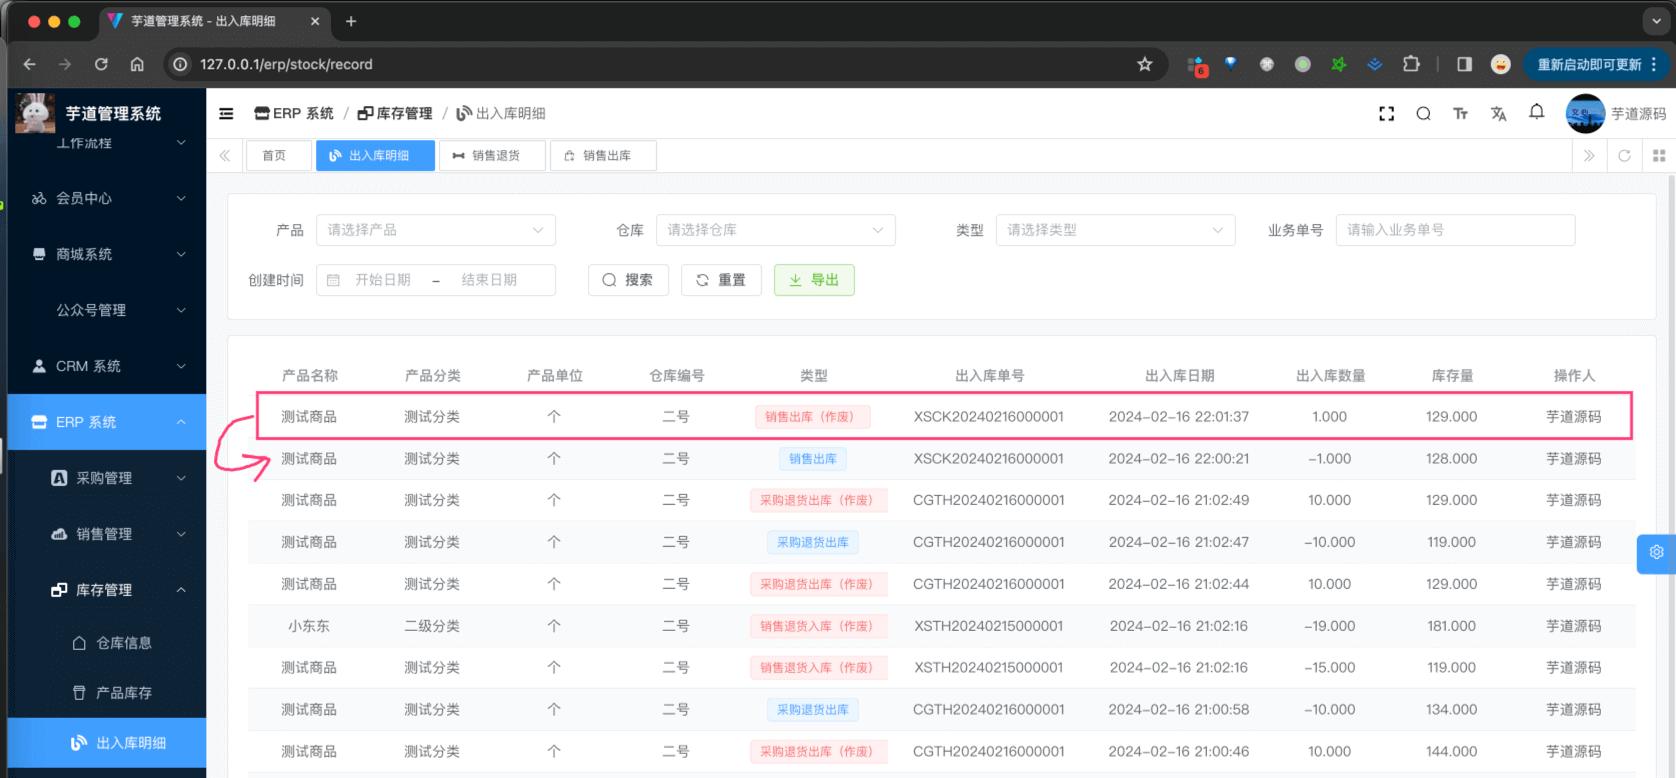 芋道管理系统 - 出入库明细
127.0.0.1/erp/stock/record
6
重新启动即可更新
芋道管理系统
ERP 系统 / 库存管理 / 出入库明细
芋道源码
首页 出入库明细 销售退货 销售出库
工作流程
会员中心
商城系统
公众号管理
CRM 系统
ERP 系统
采购管理
销售管理
库存管理
仓库信息
产品库存
出入库明细
产品 请选择产品 仓库 请选择仓库 类型 请选择类型 业务单号 请输入业务单号
创建时间 开始日期 - 结束日期 搜索 重置 导出
产品名称 产品分类 产品单位 仓库编号 类型 出入库单号 出入库日期 出入库数量 库存量 操作人
测试商品 测试分类 个 二号 销售出库（作废） XSCK20240216000001 2024-02-16 22:01:37 1.000 129.000 芋道源码
测试商品 测试分类 个 二号 销售出库 XSCK20240216000001 2024-02-16 22:00:21 -1.000 128.000 芋道源码
测试商品 测试分类 个 二号 采购退货出库（作废） CGTH20240216000001 2024-02-16 21:02:49 10.000 129.000 芋道源码
测试商品 测试分类 个 二号 采购退货出库 CGTH20240216000001 2024-02-16 21:02:47 -10.000 119.000 芋道源码
测试商品 测试分类 个 二号 采购退货出库（作废） CGTH20240216000001 2024-02-16 21:02:44 10.000 129.000 芋道源码
小东东 二级分类 个 二号 销售退货入库（作废） XSTH20240215000001 2024-02-16 21:02:16 -19.000 181.000 芋道源码
测试商品 测试分类 个 二号 销售退货入库（作废） XSTH20240215000001 2024-02-16 21:02:16 -15.000 119.000 芋道源码
测试商品 测试分类 个 二号 采购退货出库 CGTH20240216000001 2024-02-16 21:00:58 -10.000 134.000 芋道源码
测试商品 测试分类 个 二号 采购退货出库（作废） CGTH20240216000001 2024-02-16 21:00:46 10.000 144.000 芋道源码